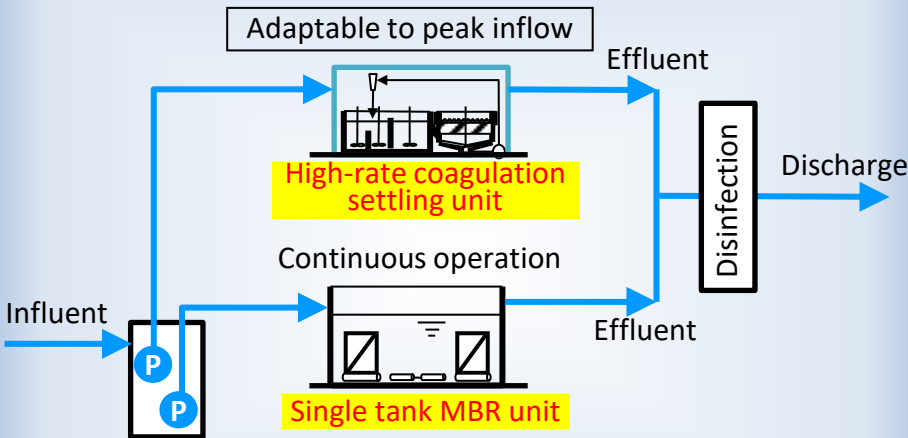 Adaptable to peak inflow
Effluent
High-rate coagulation
settling unit
Disinfection
Discharge
Continuous operation
Influent
Effluent
P
P
Single tank MBR unit